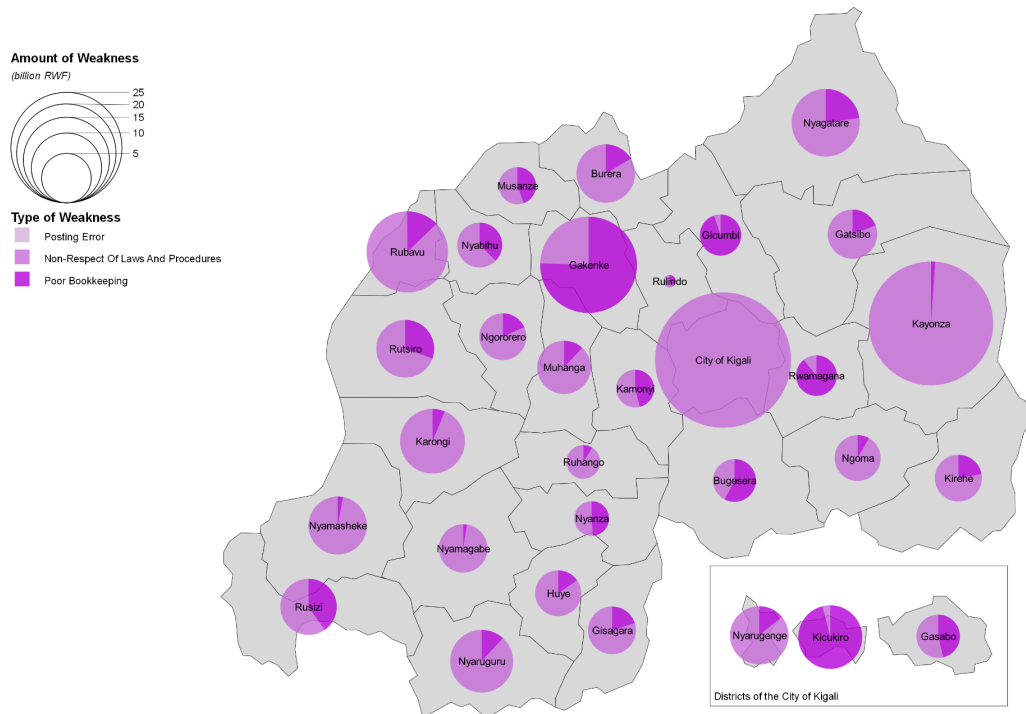 Amount of Weakness
(billion RWF)
25
20
15
10
5
Type of Weakness
Posting Error
Non-Respect Of Laws And Procedures
Poor Bookkeeping
Nyagatare
Burera
Musanze
Gicumbi
Gatsibo
Rubavu
Nyabihu
Gakenke
Rulindo
Kayonza
Ngororero
Rutsiro
City of Kigali
Muhanga
Rwamagana
Kamonyi
Karongi
Ruhango
Ngoma
Kirehe
Bugesera
Nyanza
Nyamasheke
Nyamagabe
Huye
Rusizi
Gisagara
Nyaruguru
Nyarugenge
Kicukiro
Gasabo
Districts of the City of Kigali